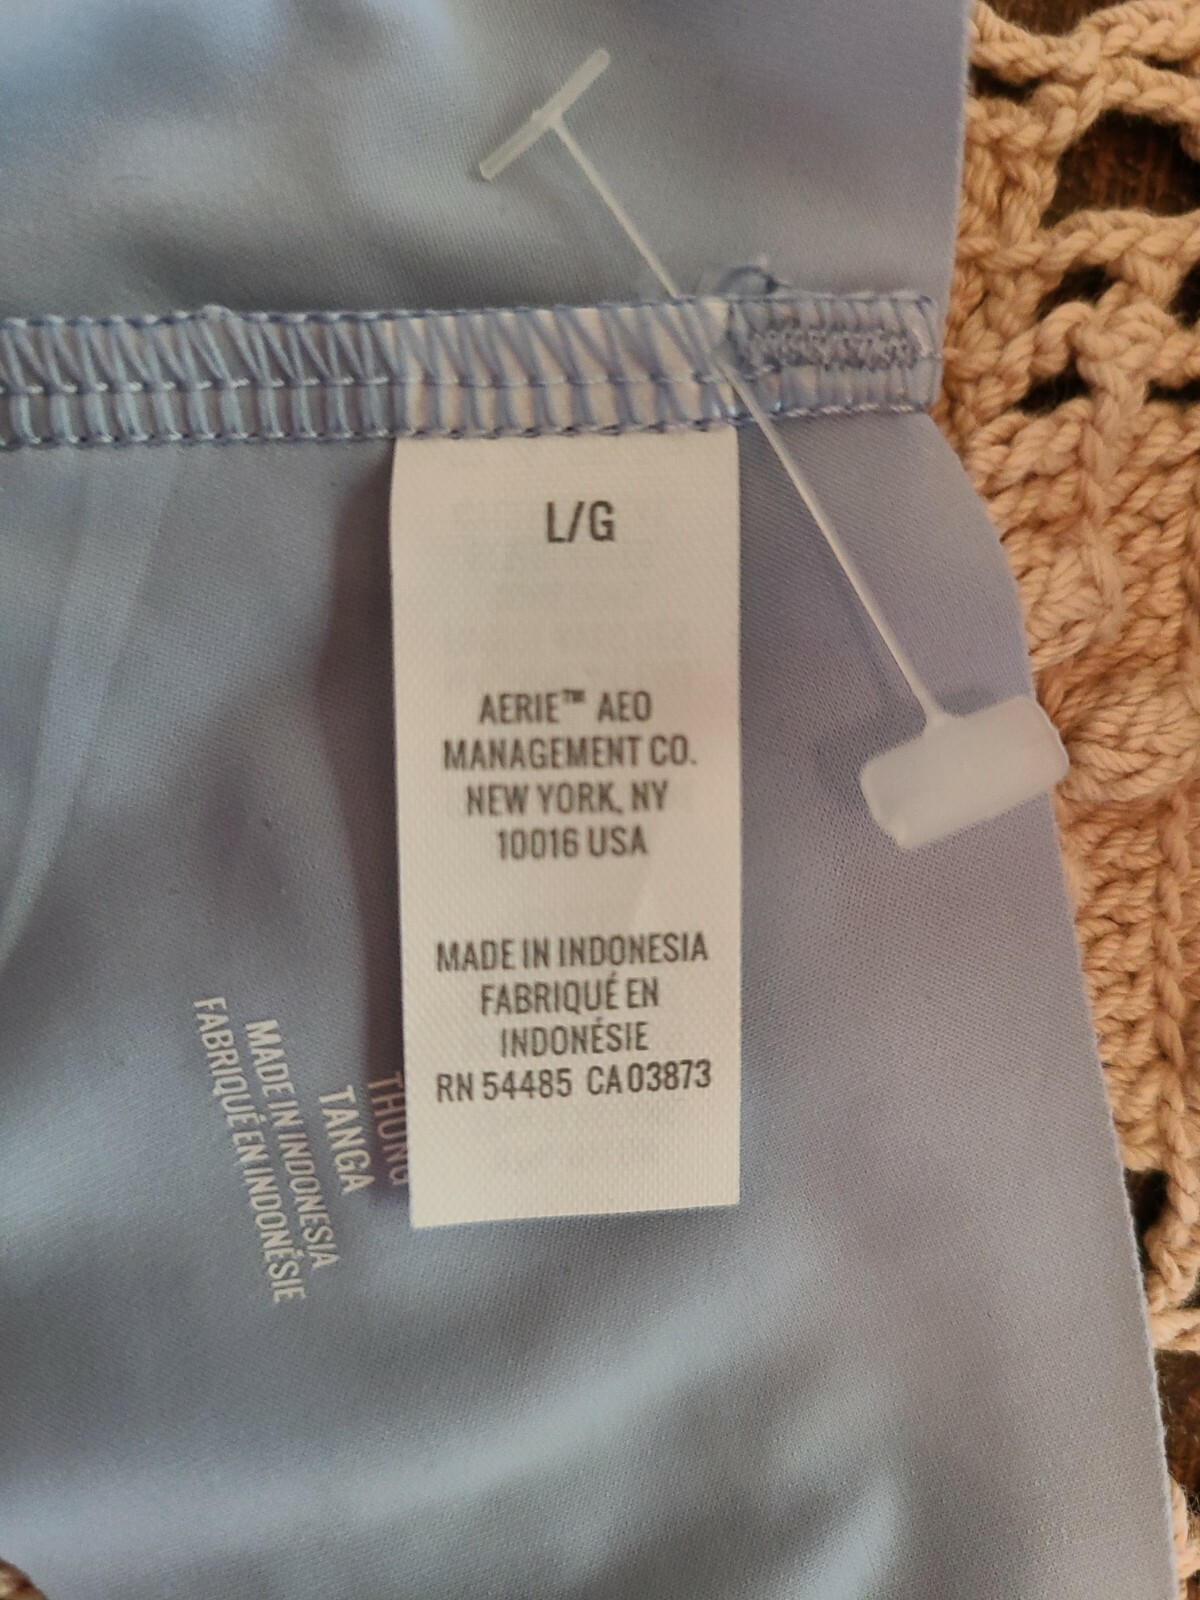 L/G
AERIE™ AEO
MANAGEMENT CO.
NEW YORK, NY
10016 USA
MADE IN INDONESIA
FABRIQUÉ EN
INDONÉSIE
RN 54485 CA 03873
THONG
TANGA
MADE IN INDONESIA
FABRIQUÉ EN INDONÉSIE